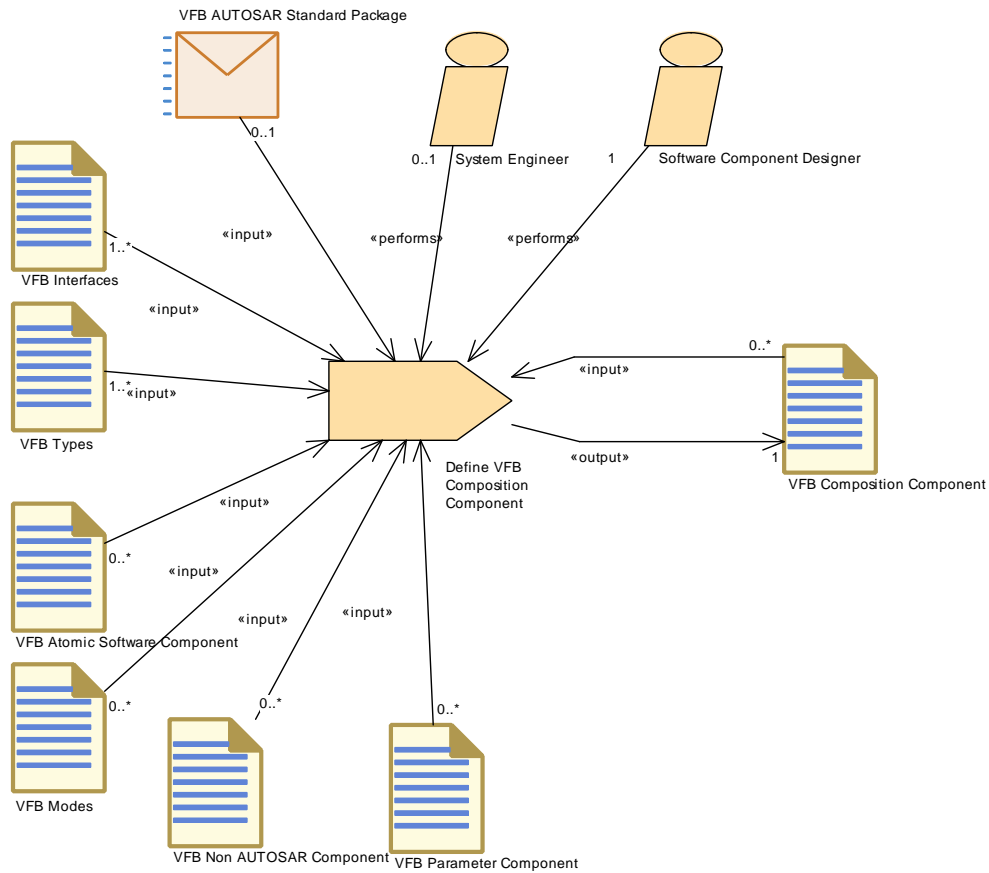 VFB AUTOSAR Standard Package
0..1
0..1
System Engineer
1
Software Component Designer
«input»
«performs»
«performs»
1..*
VFB Interfaces
«input»
0..*
«input»
1..*
«input»
VFB Types
«output»
1
VFB Composition Component
Define VFB
Composition
Component
«input»
0..*
«input»
«input»
«input»
VFB Atomic Software Component
0..*
0..*
0..*
VFB Modes
VFB Non AUTOSAR Component
VFB Parameter Component